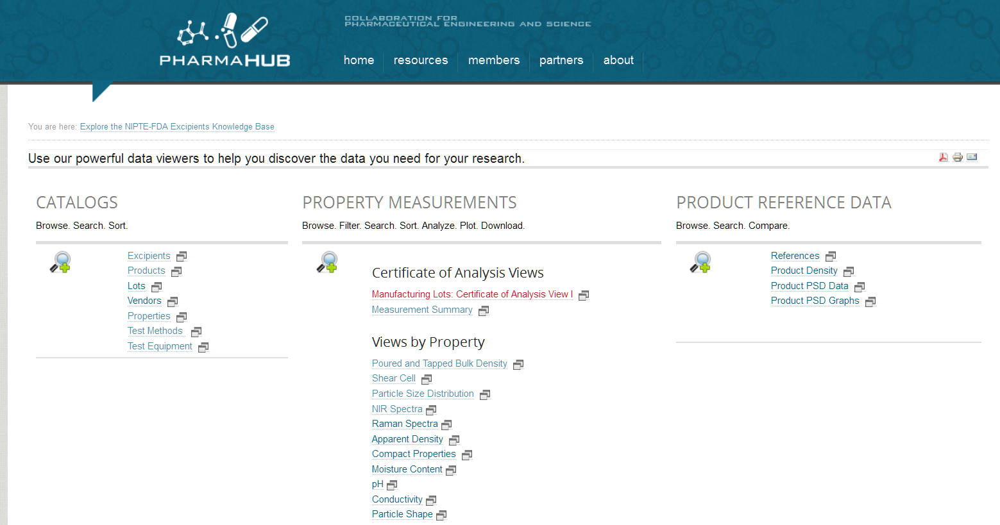 COLLABORATION FOR
PHARMACEUTICAL ENGINEERING AND SCIENCE
PHARMAHUB
home
resources
members
partners
about
You are here: Explore the NIPTE-FDA Excipients Knowledge Base
Use our powerful data viewers to help you discover the data you need for your research.
CATALOGS
Browse. Search. Sort.
Excipients
Products
Lots
Vendors
Properties
Test Methods
Test Equipment
PROPERTY MEASUREMENTS
Browse. Filter. Search. Sort. Analyze. Plot. Download.
Certificate of Analysis Views
Manufacturing Lots: Certificate of Analysis View I
Measurement Summary
Views by Property
Poured and Tapped Bulk Density
Shear Cell
Particle Size Distribution
NIR Spectra
Raman Spectra
Apparent Density
Compact Properties
Moisture Content
pH
Conductivity
Particle Shape
PRODUCT REFERENCE DATA
Browse. Search. Compare.
References
Product Density
Product PSD Data
Product PSD Graphs